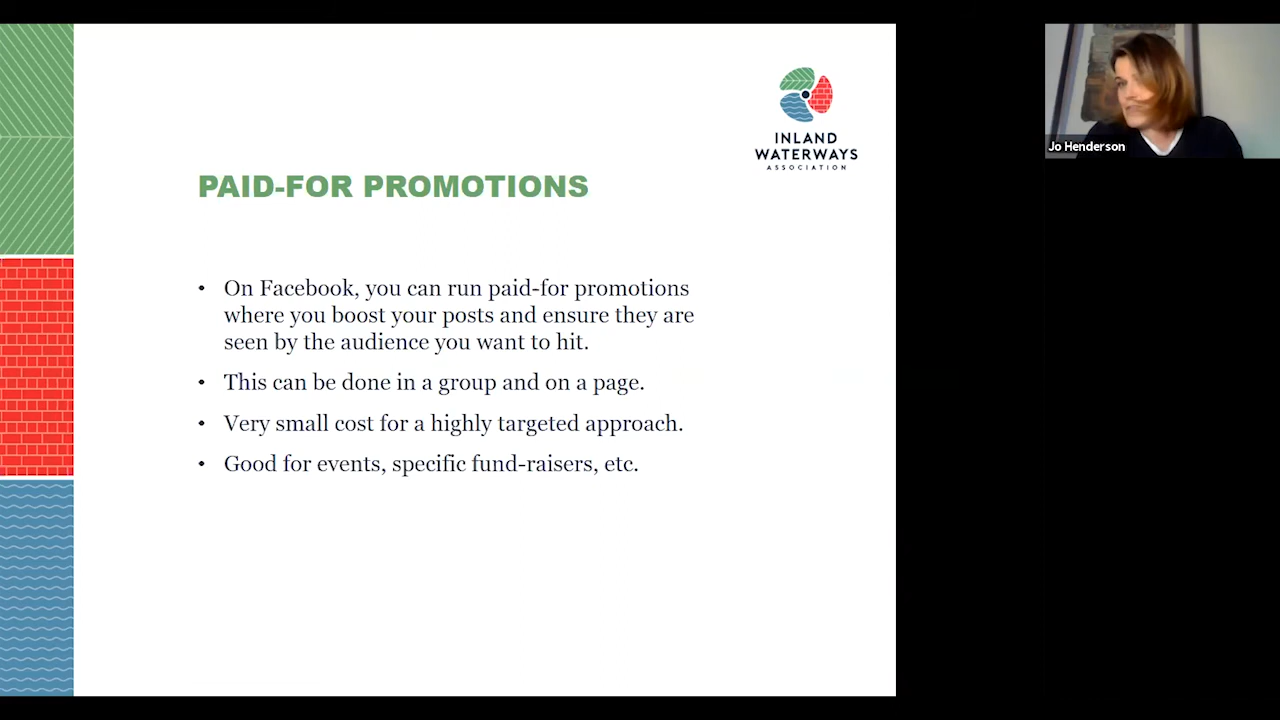 INLAND
WATERWAYS
ASSOCIATION
Jo Henderson
PAID-FOR PROMOTIONS
• On Facebook, you can run paid-for promotions
where you boost your posts and ensure they are
seen by the audience you want to hit.
• This can be done in a group and on a page.
• Very small cost for a highly targeted approach.
• Good for events, specific fund-raisers, etc.